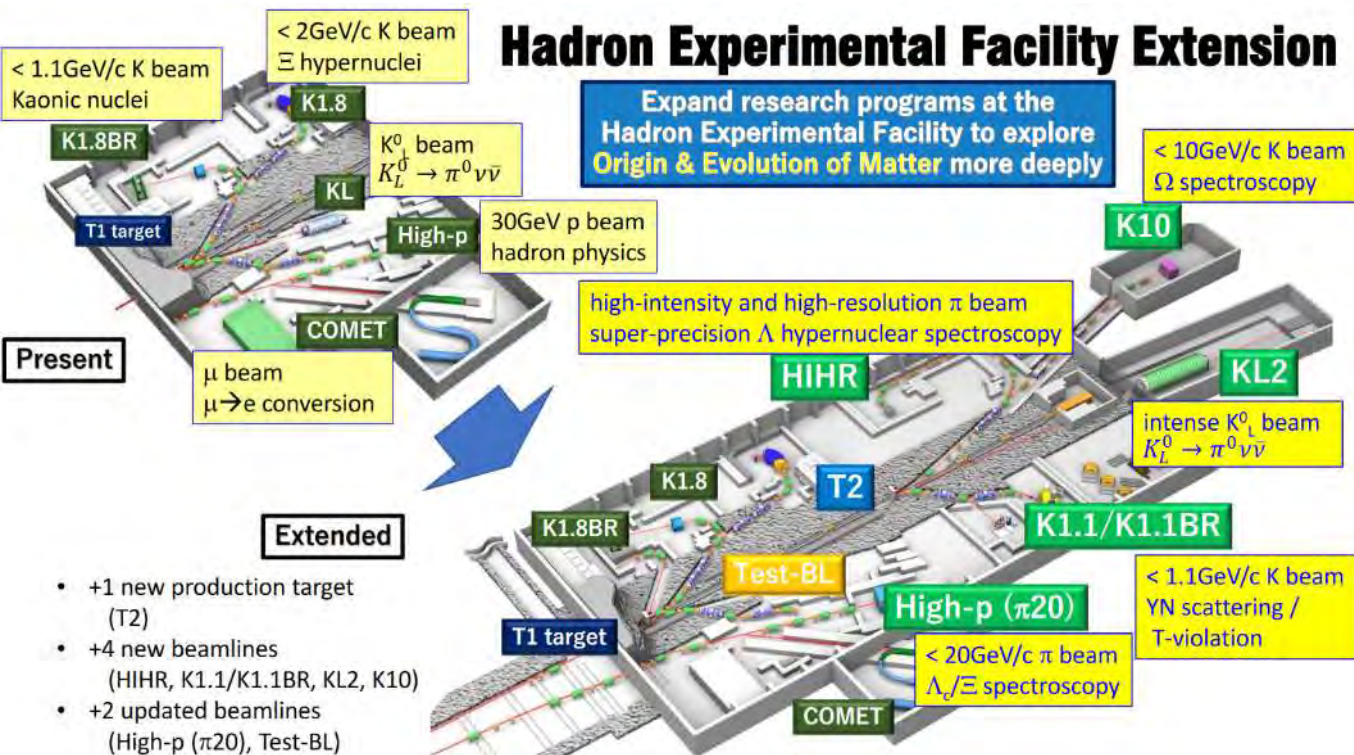 Hadron Experimental Facility Extension
Expand research programs at the
Hadron Experimental Facility to explore
Origin & Evolution of Matter more deeply
< 1.1GeV/c K beam
Kaonic nuclei
< 2GeV/c K beam
Ξ hypernuclei
K1.8
K1.8BR
K⁰L beam
K_L^0 → π⁰νν̄
KL
T1 target
High-p
30GeV p beam
hadron physics
COMET
μ beam
μ→e conversion
Present
< 10GeV/c K beam
Ω spectroscopy
K10
high-intensity and high-resolution π beam
super-precision Λ hypernuclear spectroscopy
HIHR
KL2
intense K⁰L beam
K_L^0 → π⁰νν̄
K1.8
T2
K1.8BR
K1.1/K1.1BR
Test-BL
< 1.1GeV/c K beam
YN scattering /
T-violation
High-p (π20)
T1 target
< 20GeV/c π beam
Λc/Ξ spectroscopy
COMET
Extended
• +1 new production target
(T2)
• +4 new beamlines
(HIHR, K1.1/K1.1BR, KL2, K10)
• +2 updated beamlines
(High-p (π20), Test-BL)